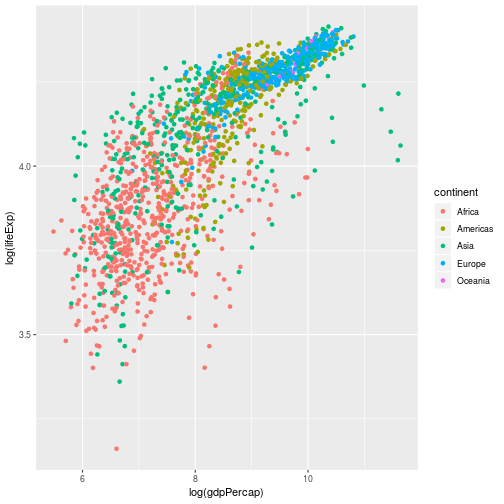 4.0
3.5
6
8
10
log(gdpPercap)
log(lifeExp)
continent
Africa
Americas
Asia
Europe
Oceania